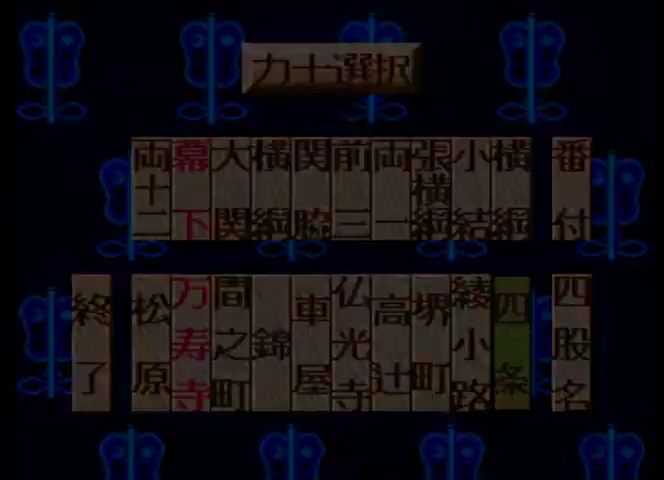 力士選択
番付
横綱
小結
張横綱
両一
前三
関脇
横綱
大関
幕下
両十二
四股名
四条
綾小路
堺町
高辻
仏光寺
車屋
錦
間之町
万寿寺
松原
終了